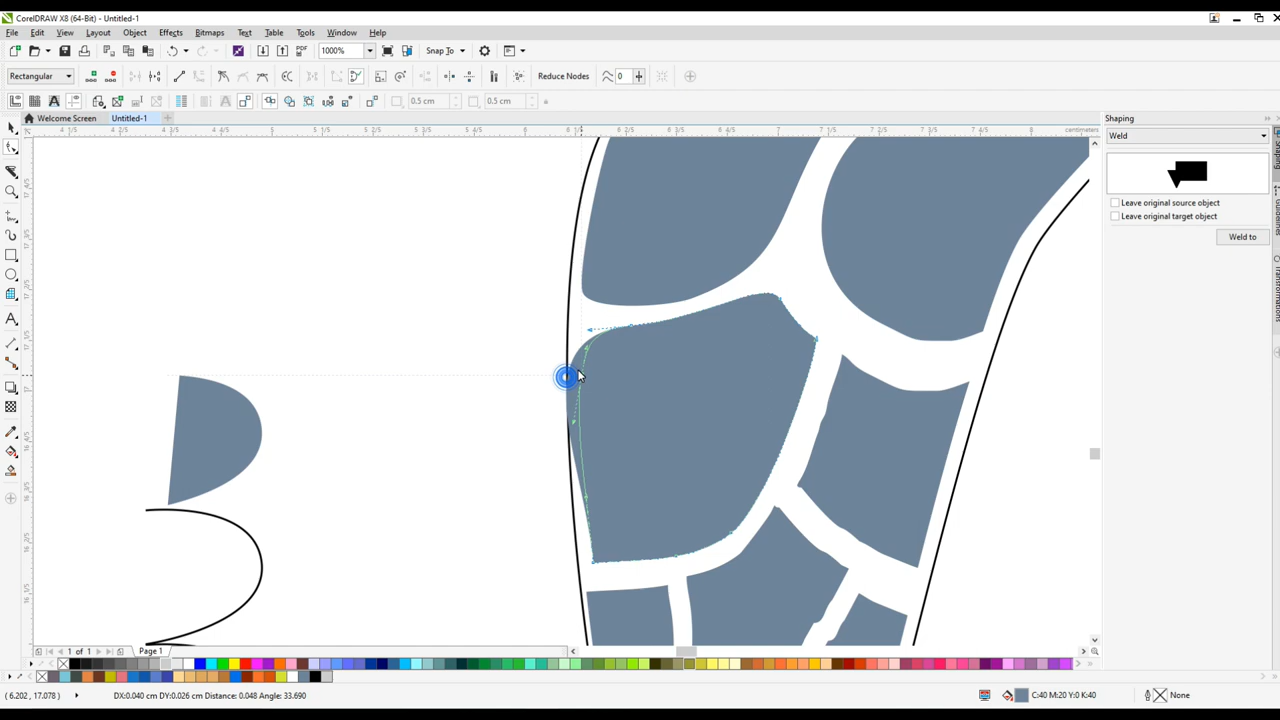 CorelDRAW X8 (64-Bit) - Untitled-1
File Edit View Layout Object Effects Bitmaps Text Table Tools Window Help
1000% Snap To
Rectangular Reduce Nodes 0
0.5 cm 0.5 cm
Welcome Screen Untitled-1
Shaping
centimeters
Weld
Leave original source object
Leave original target object
Weld to
1 of 1 Page 1
( 6.202, 17.078 ) DX:0.040 cm DY:0.026 cm Distance: 0.048 Angle: 33.690 C:40 M:20 Y:0 K:40 None